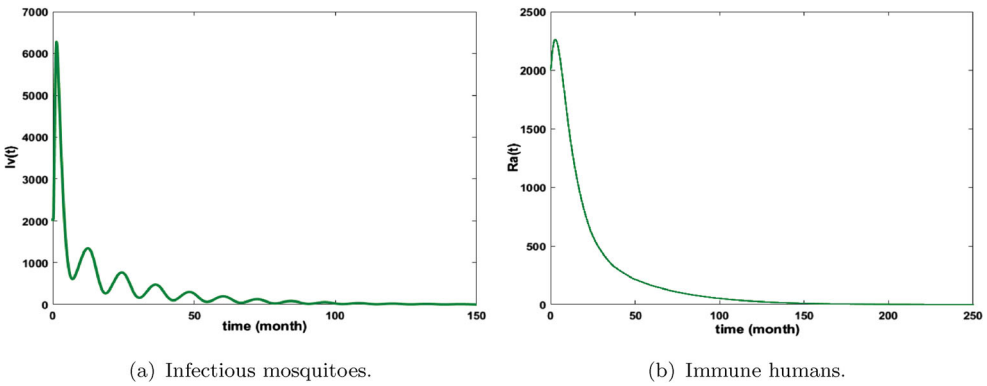 7000
6000
5000
4000
3000
2000
1000
0
Iv(t)
0 50 100 150
time (month)
(a) Infectious mosquitoes.
2500
2000
1500
1000
500
0
Ra(t)
0 50 100 150 200 250
time (month)
(b) Immune humans.